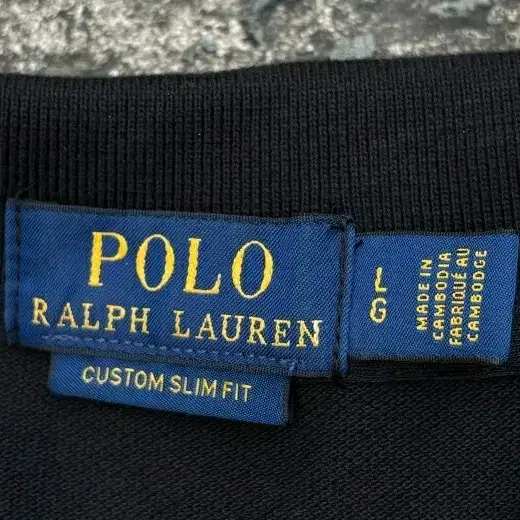 POLO
RALPH LAUREN
CUSTOM SLIM FIT
L
G
MADE IN
CAMBODIA
FABRIQUÉ AU
CAMBODGE